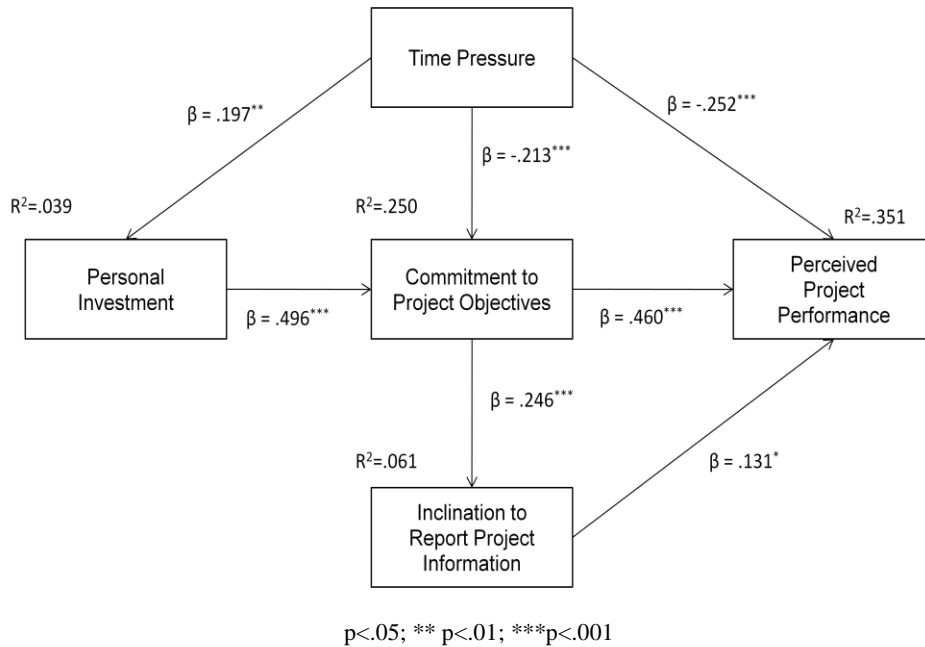 Time Pressure
β = .197**
β = -.252***
β = -.213***
R²=.039
R²=.250
R²=.351
Personal
Investment
Commitment to
Project Objectives
Perceived
Project
Performance
β = .496***
β = .460***
β = .246***
R²=.061
β = .131*
Inclination to
Report Project
Information
p<.05; ** p<.01; ***p<.001